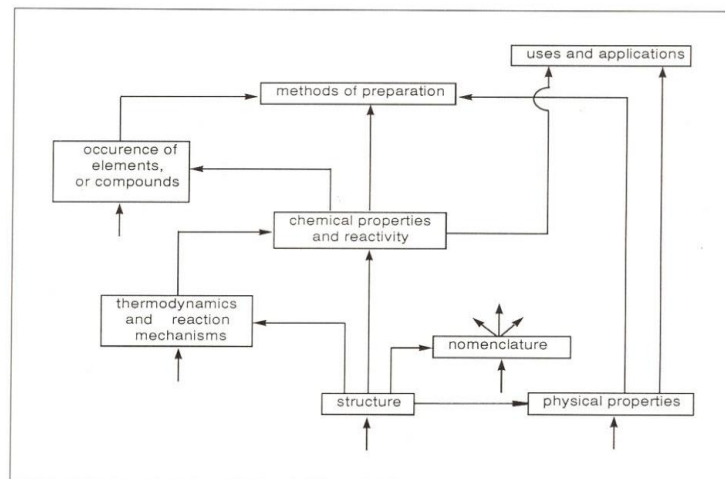 uses and applications
methods of preparation
occurence of
elements,
or compounds
chemical properties
and reactivity
thermodynamics
and reaction
mechanisms
nomenclature
structure
physical properties